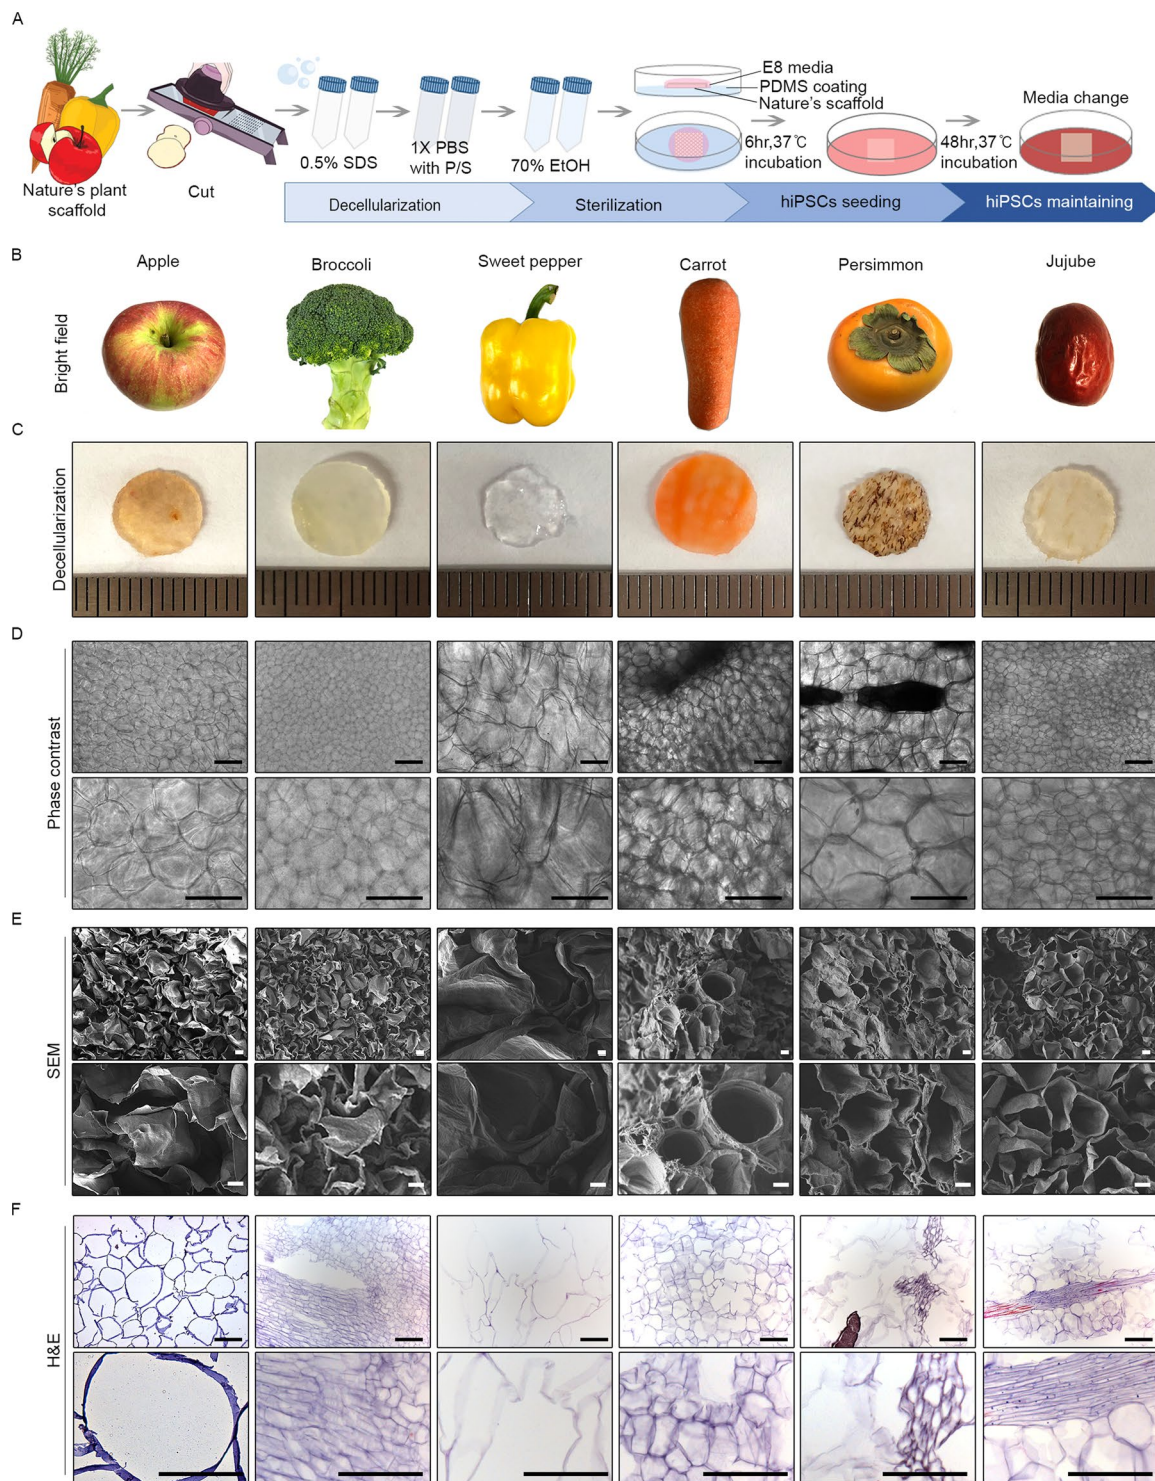 A
E8 media
PDMS coating
Nature's scaffold
Media change
0.5% SDS
1X PBS
with P/S
70% EtOH
6hr,37℃
incubation
48hr,37℃
incubation
Nature's plant
scaffold
Cut
Decellularization
Sterilization
hiPSCs seeding
hiPSCs maintaining
B
Apple
Broccoli
Sweet pepper
Carrot
Persimmon
Jujube
Bright field
C
Decellularization
D
Phase contrast
E
SEM
F
H&E